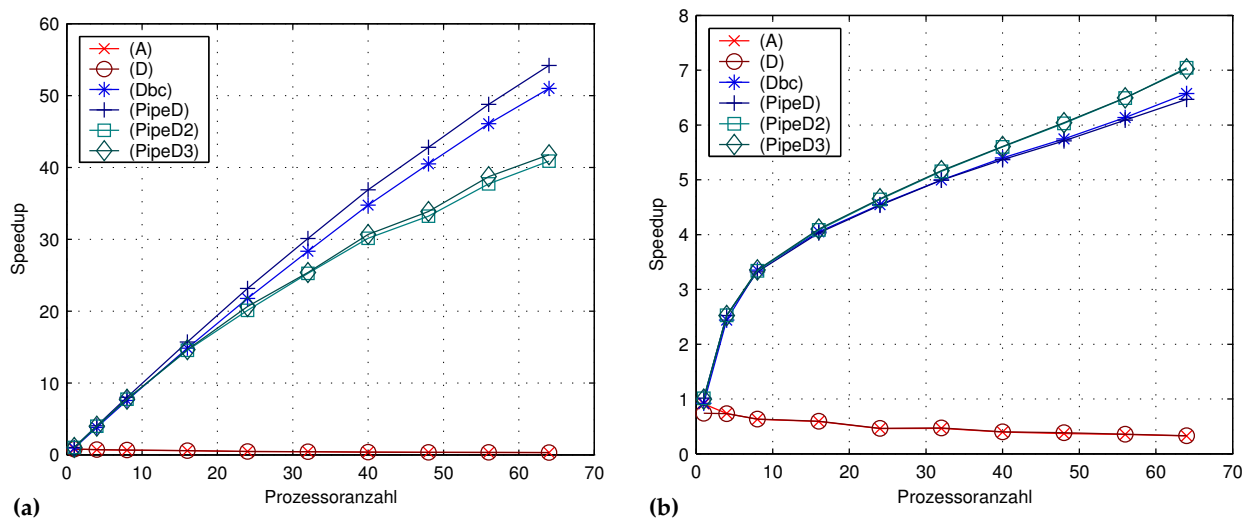 60
50
40
30
20
10
0
Speedup
(A)
(D)
(Dbc)
(PipeD)
(PipeD2)
(PipeD3)
0 10 20 30 40 50 60 70
Prozessoranzahl
(a)
8
7
6
5
4
3
2
1
0
Speedup
(A)
(D)
(Dbc)
(PipeD)
(PipeD2)
(PipeD3)
0 10 20 30 40 50 60 70
Prozessoranzahl
(b)